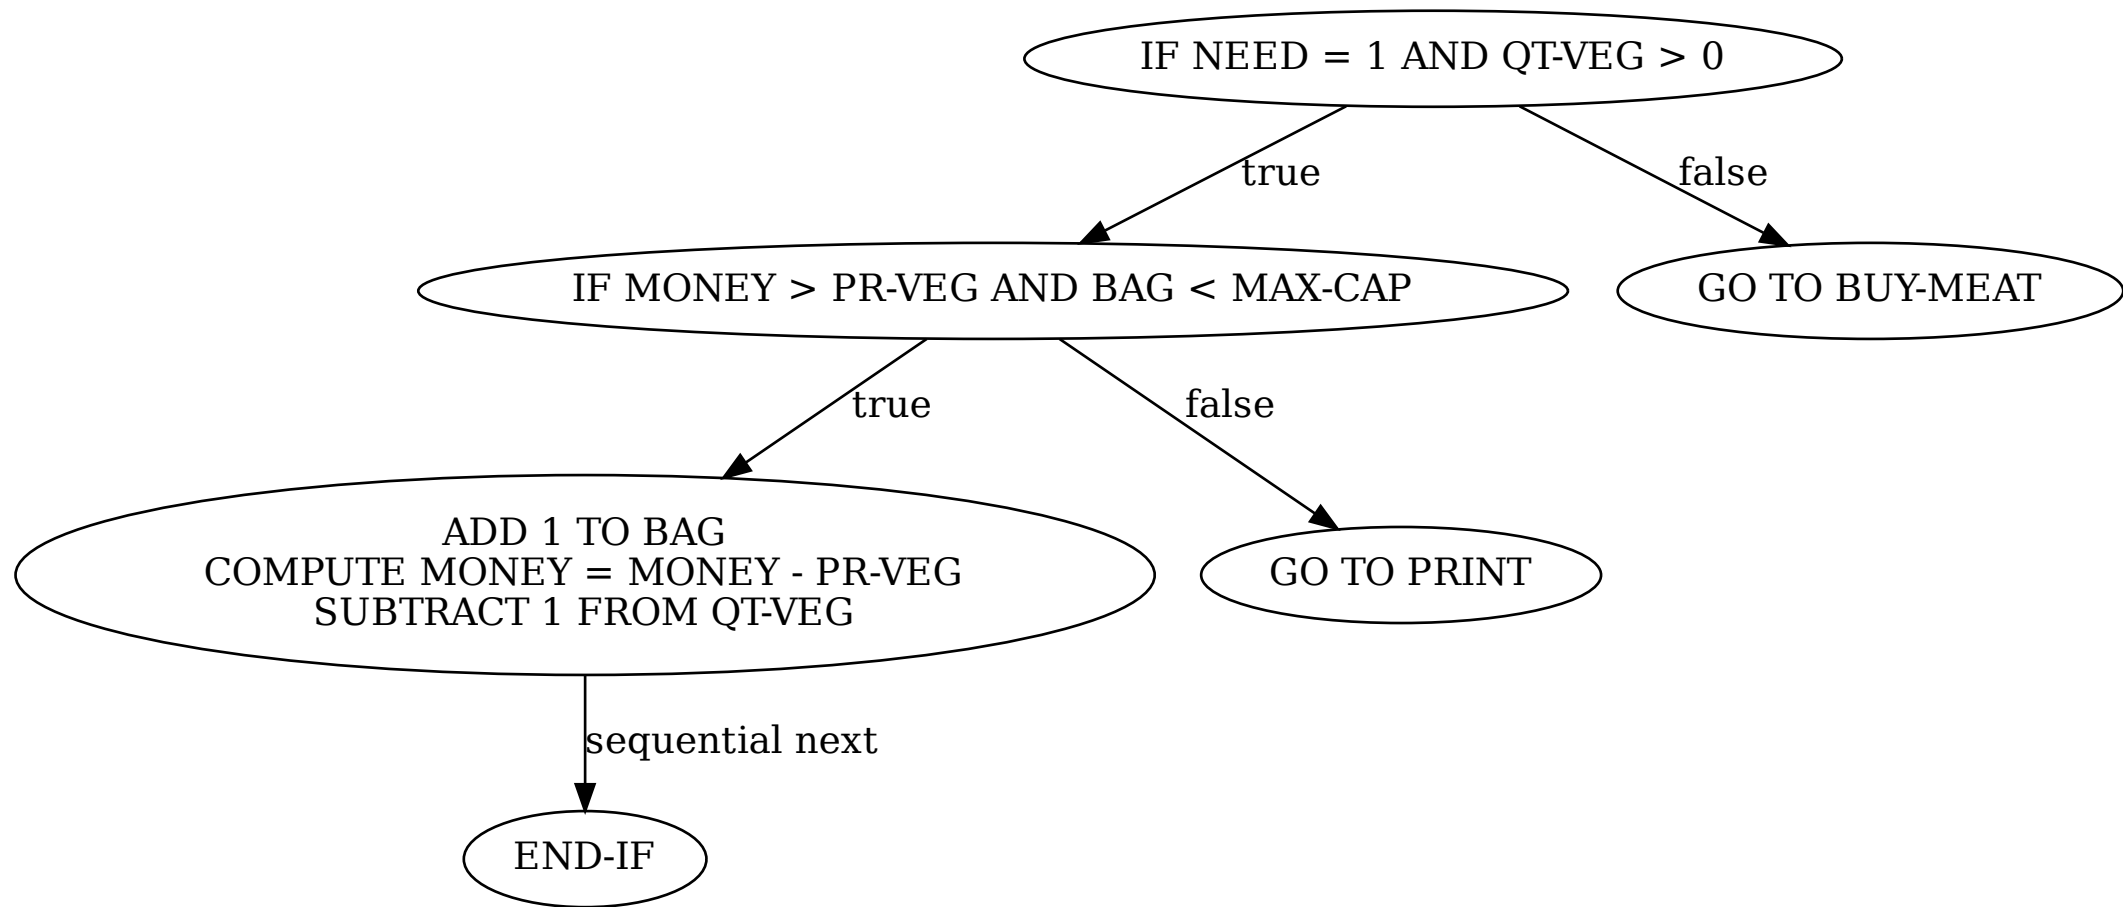 IF NEED = 1 AND QT-VEG > 0
true
false
IF MONEY > PR-VEG AND BAG < MAX-CAP
GO TO BUY-MEAT
true
false
ADD 1 TO BAG
COMPUTE MONEY = MONEY - PR-VEG
SUBTRACT 1 FROM QT-VEG
GO TO PRINT
sequential next
END-IF